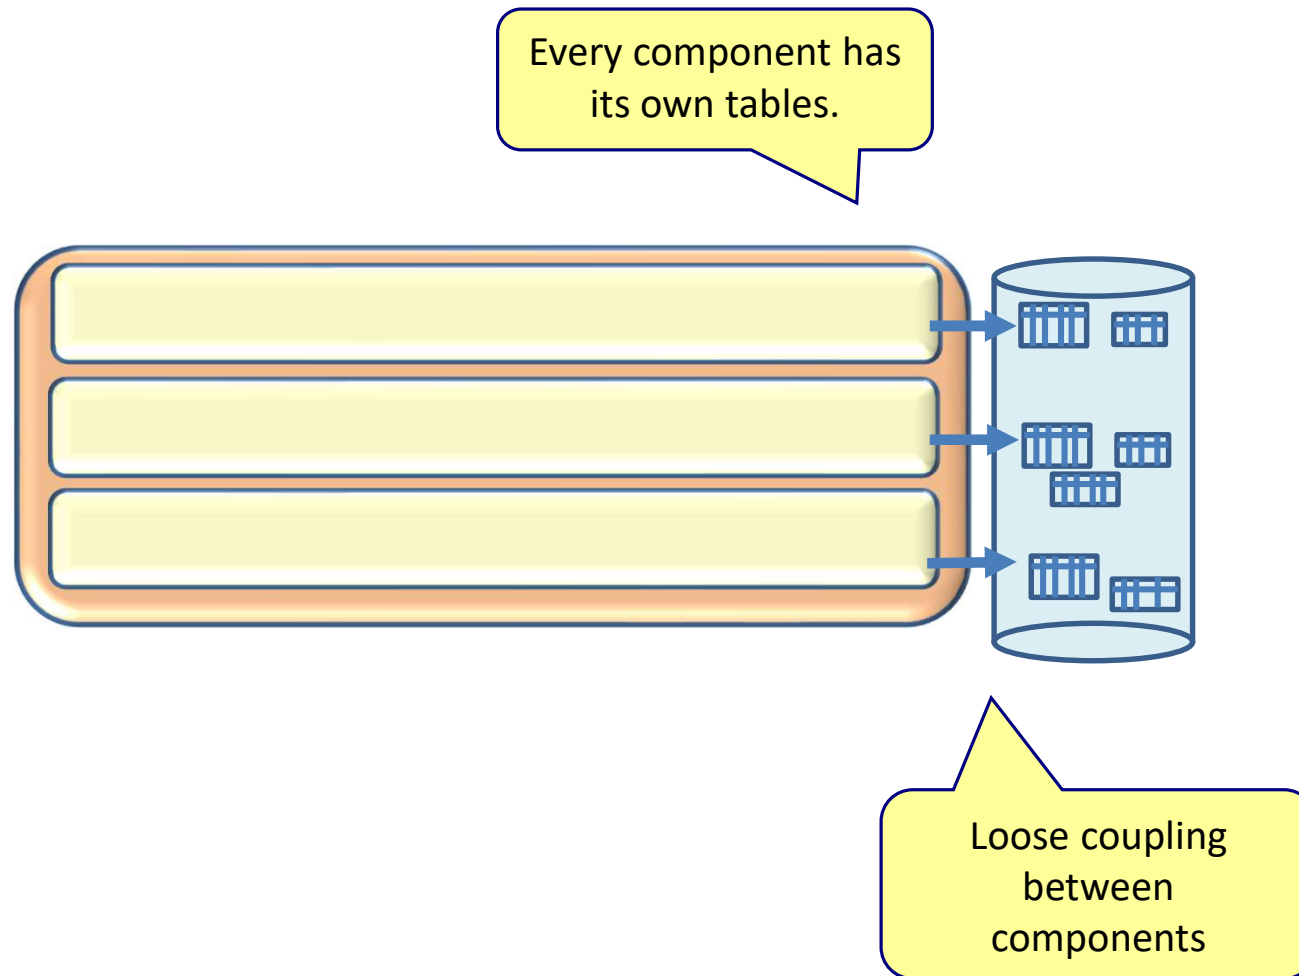 Every component has
its own tables.
Loose coupling
between
components